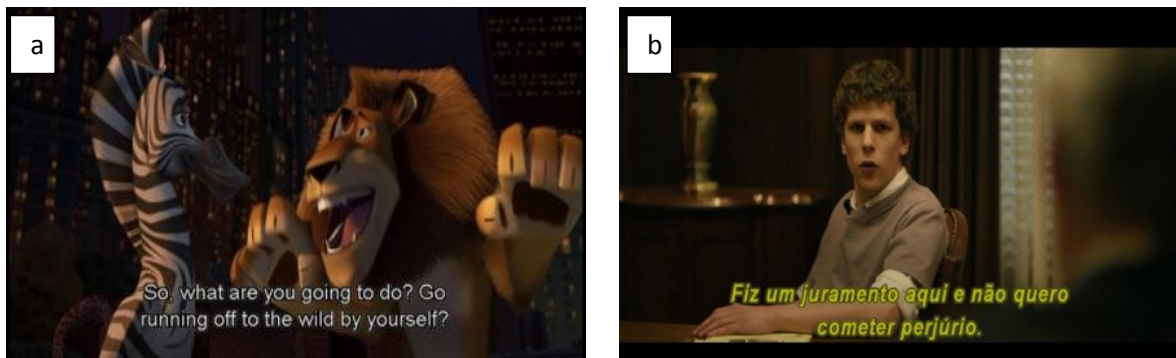 a
So, what are you going to do? Go
running off to the wild by yourself?
b
Fiz um juramento aqui e não quero
cometer perjúrio.